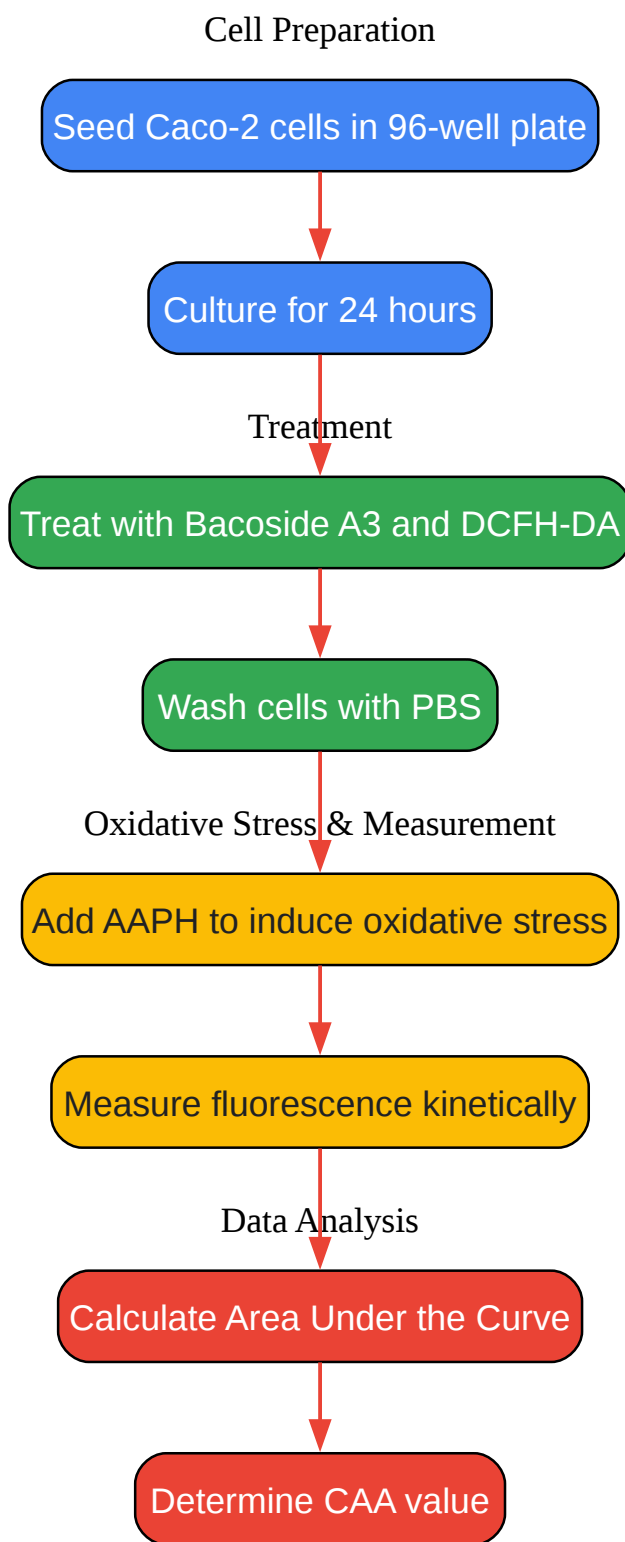 Cell Preparation
Seed Caco-2 cells in 96-well plate
Culture for 24 hours
Treatment
Treat with Bacoside A3 and DCFH-DA
Wash cells with PBS
Oxidative Stress & Measurement
Add AAPH to induce oxidative stress
Measure fluorescence kinetically
Data Analysis
Calculate Area Under the Curve
Determine CAA value